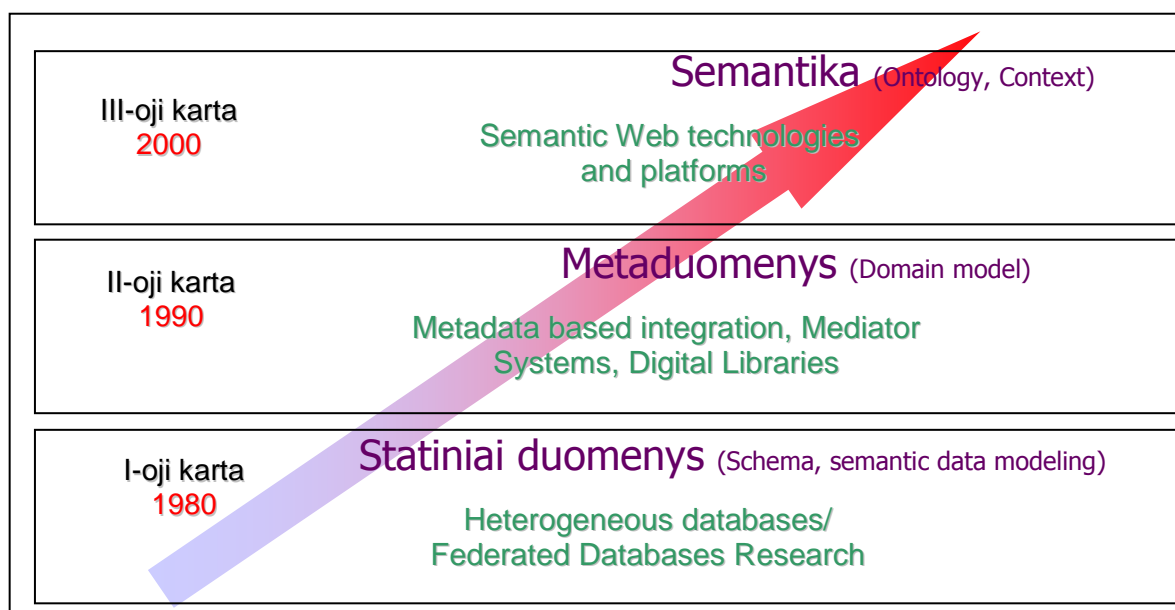 Semantika (Ontology, Context)
III-oji karta
2000
Semantic Web technologies
and platforms
Metaduomenys (Domain model)
II-oji karta
1990
Metadata based integration, Mediator
Systems, Digital Libraries
Statiniai duomenys (Schema, semantic data modeling)
I-oji karta
1980
Heterogeneous databases/
Federated Databases Research